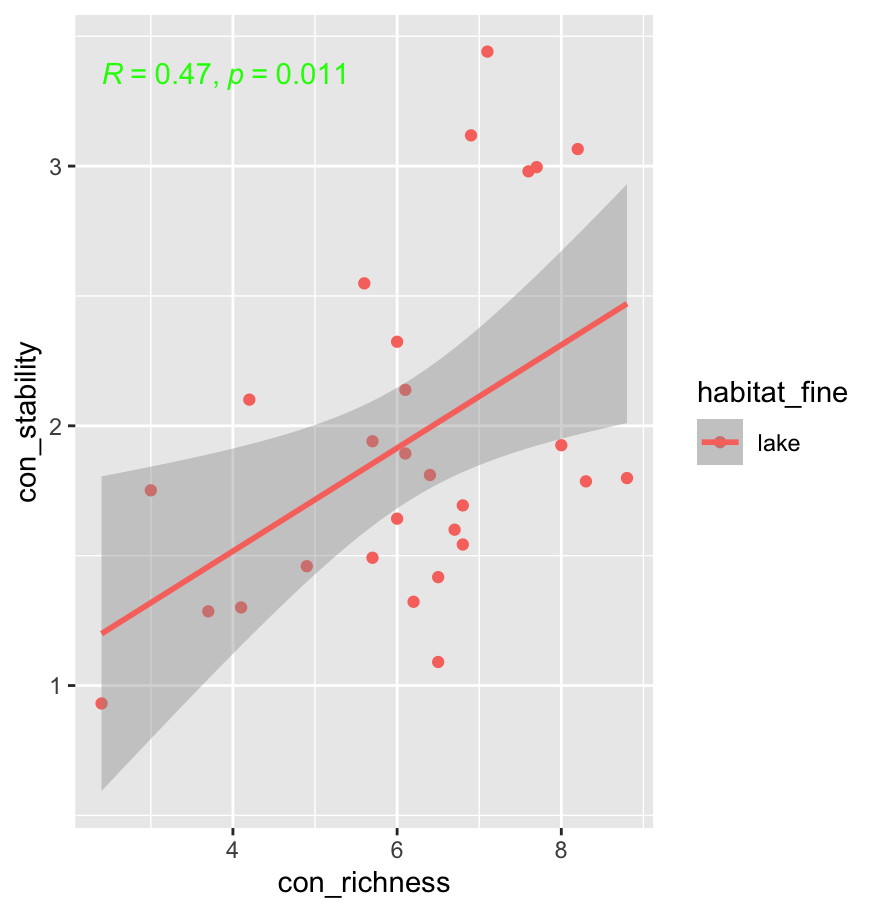 R = 0.47, p = 0.011
3
2
1
4 6 8
con_stability
con_richness
habitat_fine
lake